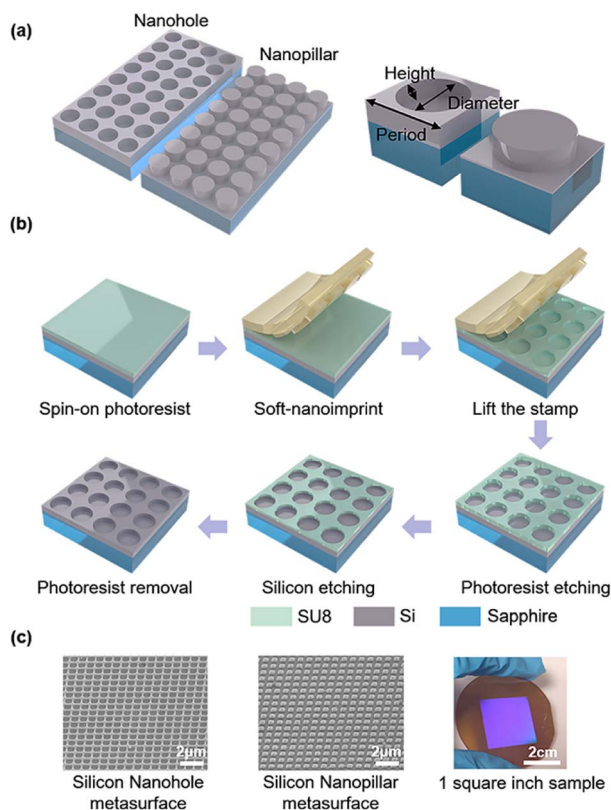 (a)
Nanohole
Nanopillar
Height
Diameter
Period
(b)
Spin-on photoresist
Soft-nanoimprint
Lift the stamp
Photoresist removal
Silicon etching
Photoresist etching
SU8
Si
Sapphire
(c)
2μm
2μm
2cm
Silicon Nanohole
metasurface
Silicon Nanopillar
metasurface
1 square inch sample